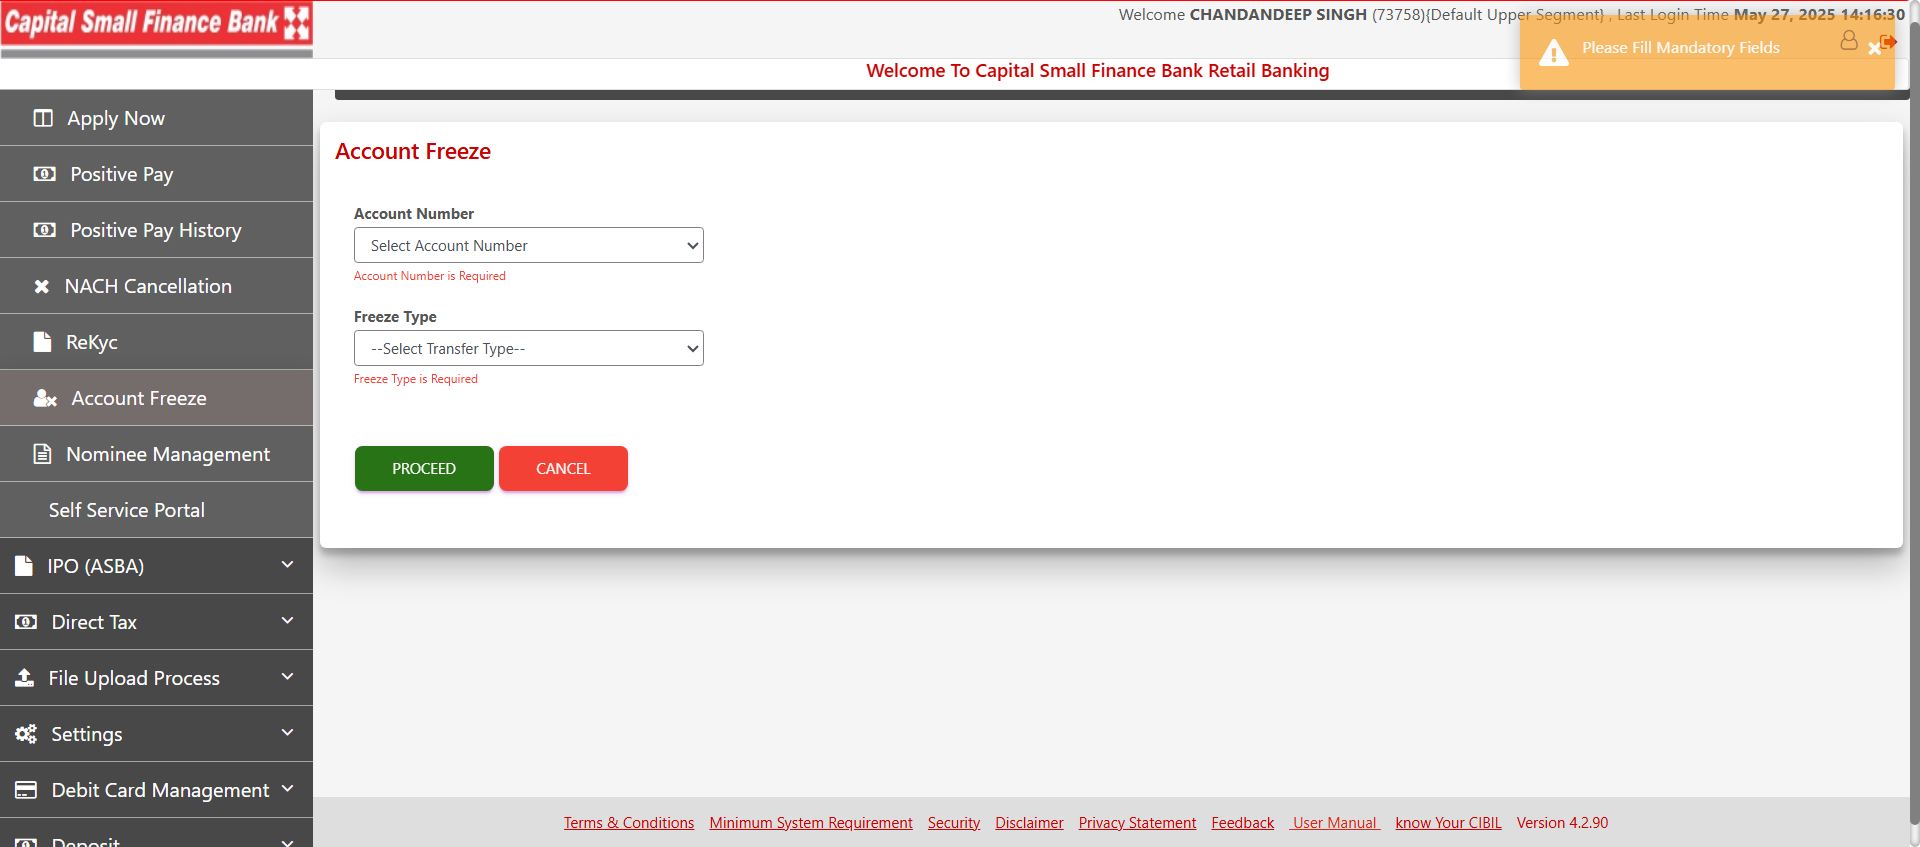 Capital Small Finance Bank
Welcome CHANDANDEEP SINGH (73758){Default Upper Segment} , Last Login Time May 27, 2025 14:16:30
Please Fill Mandatory Fields
Welcome To Capital Small Finance Bank Retail Banking
Apply Now
Positive Pay
Positive Pay History
NACH Cancellation
ReKyc
Account Freeze
Nominee Management
Self Service Portal
IPO (ASBA)
Direct Tax
File Upload Process
Settings
Debit Card Management
Deposit
Account Freeze
Account Number
Select Account Number
Account Number is Required
Freeze Type
--Select Transfer Type--
Freeze Type is Required
PROCEED CANCEL
Terms & Conditions Minimum System Requirement Security Disclaimer Privacy Statement Feedback User Manual know Your CIBIL Version 4.2.90